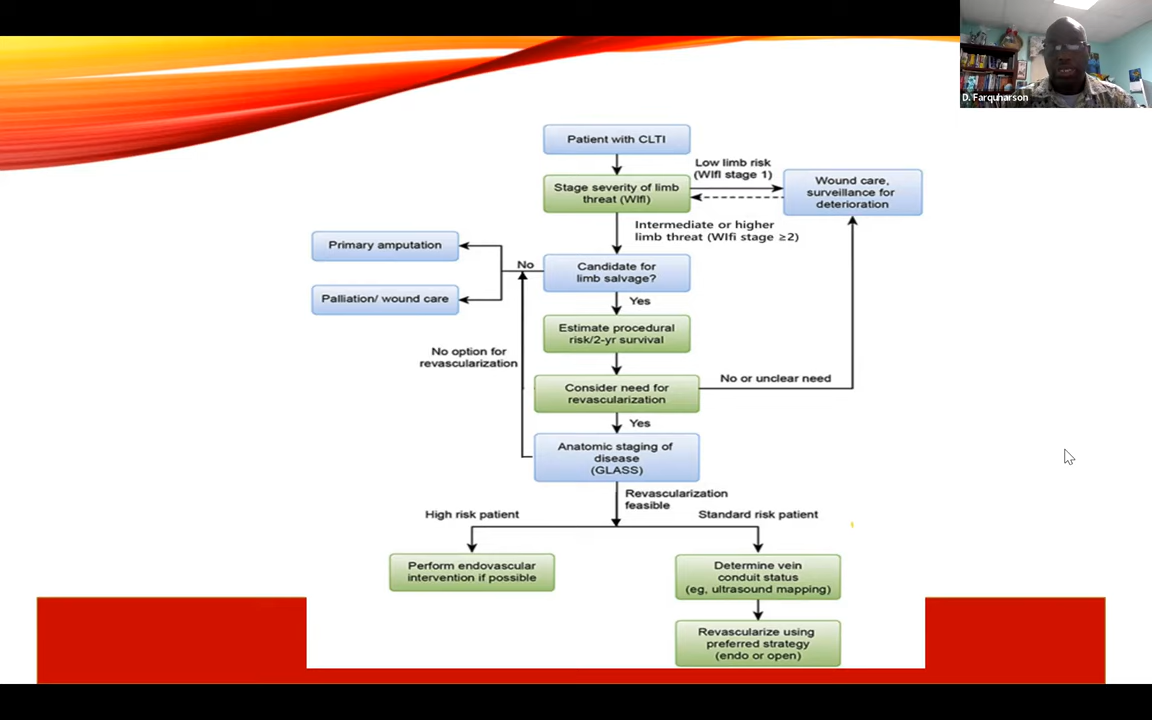 D. Farquharson
Patient with CLTI
Low limb risk
(WIfI stage 1)
Stage severity of limb
threat (WIfI)
Wound care,
surveillance for
deterioration
Intermediate or higher
limb threat (WIfi stage ≥2)
Primary amputation
No
Candidate for
limb salvage?
Palliation/ wound care
Yes
Estimate procedural
risk/2-yr survival
No option for
revascularization
Consider need for
revascularization
No or unclear need
Yes
Anatomic staging of
disease
(GLASS)
Revascularization
feasible
High risk patient
Standard risk patient
Perform endovascular
intervention if possible
Determine vein
conduit status
(eg, ultrasound mapping)
Revascularize using
preferred strategy
(endo or open)